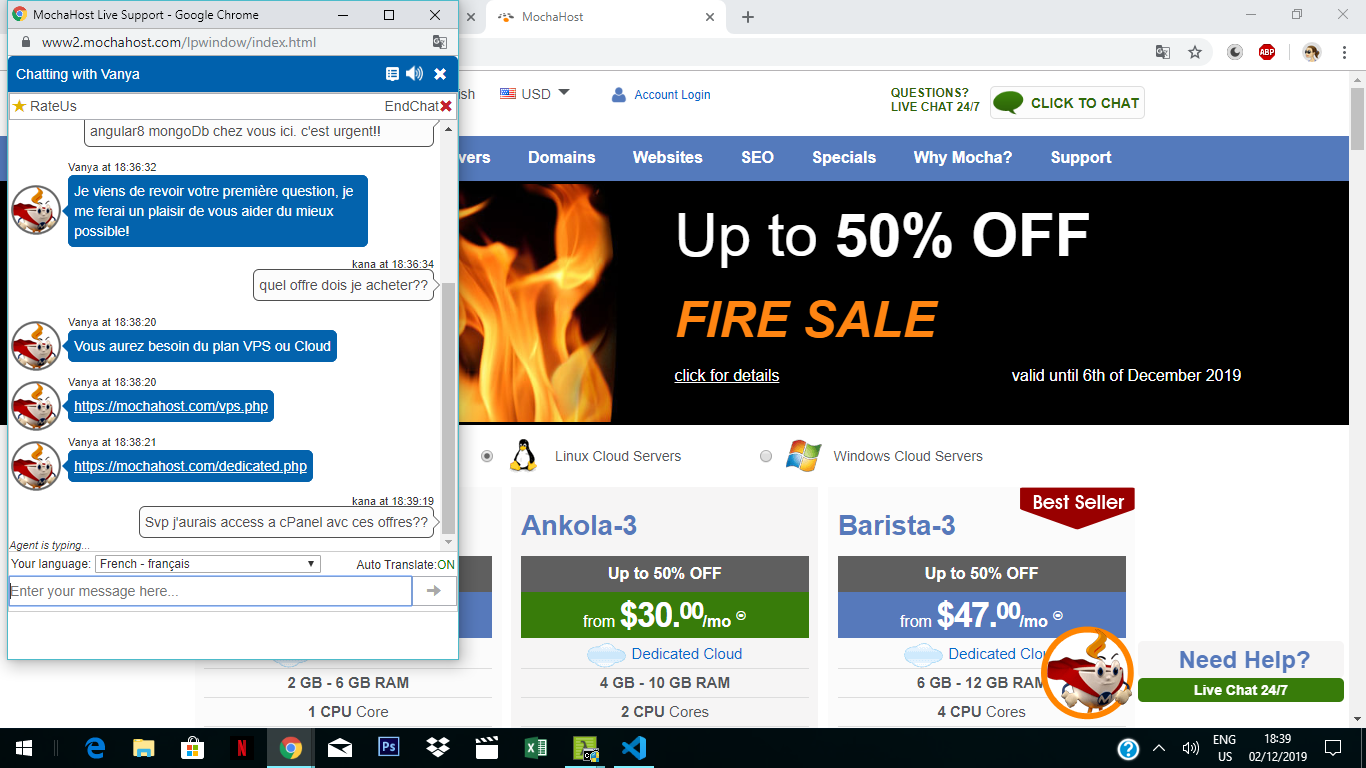 MochaHost Live Support - Google Chrome
www2.mochahost.com/lpwindow/index.html
Chatting with Vanya
RateUs
EndChat
angular8 mongoDb chez vous ici. c'est urgent!!
Vanya at 18:36:32
Je viens de revoir votre première question, je
me ferai un plaisir de vous aider du mieux
possible!
kana at 18:36:34
quel offre dois je acheter??
Vanya at 18:38:20
Vous aurez besoin du plan VPS ou Cloud
Vanya at 18:38:20
https://mochahost.com/vps.php
Vanya at 18:38:21
https://mochahost.com/dedicated.php
kana at 18:39:19
Svp j'aurais access a cPanel avc ces offres??
Agent is typing...
Your language: French - français
Auto Translate:ON
Enter your message here...
MochaHost
ABP
USD
Account Login
QUESTIONS?
LIVE CHAT 24/7
CLICK TO CHAT
Domains
Websites
SEO
Specials
Why Mocha?
Support
Up to 50% OFF
FIRE SALE
click for details
valid until 6th of December 2019
Linux Cloud Servers
Windows Cloud Servers
2 GB - 6 GB RAM
1 CPU Core
Ankola-3
Up to 50% OFF
from $30.00/mo
Dedicated Cloud
4 GB - 10 GB RAM
2 CPU Cores
Best Seller
Barista-3
Up to 50% OFF
from $47.00/mo
Dedicated
6 GB - 12 GB RAM
4 CPU Cores
Need Help?
Live Chat 24/7
N
Ps
ENG
US
18:39
02/12/2019